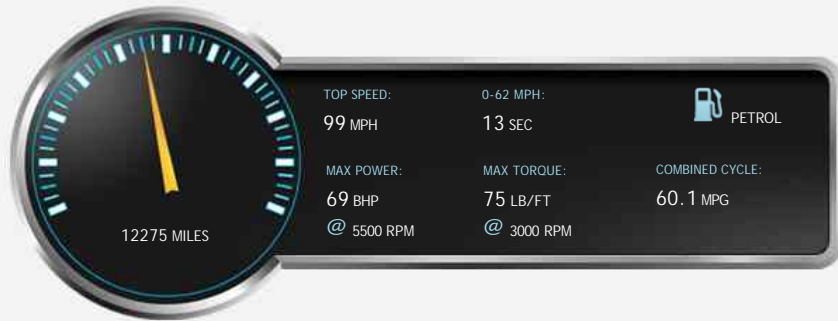 12275 MILES
TOP SPEED:
99 MPH
0-62 MPH:
13 SEC
PETROL
MAX POWER:
69 BHP
@ 5500 RPM
MAX TORQUE:
75 LB/FT
@ 3000 RPM
COMBINED CYCLE:
60.1 MPG